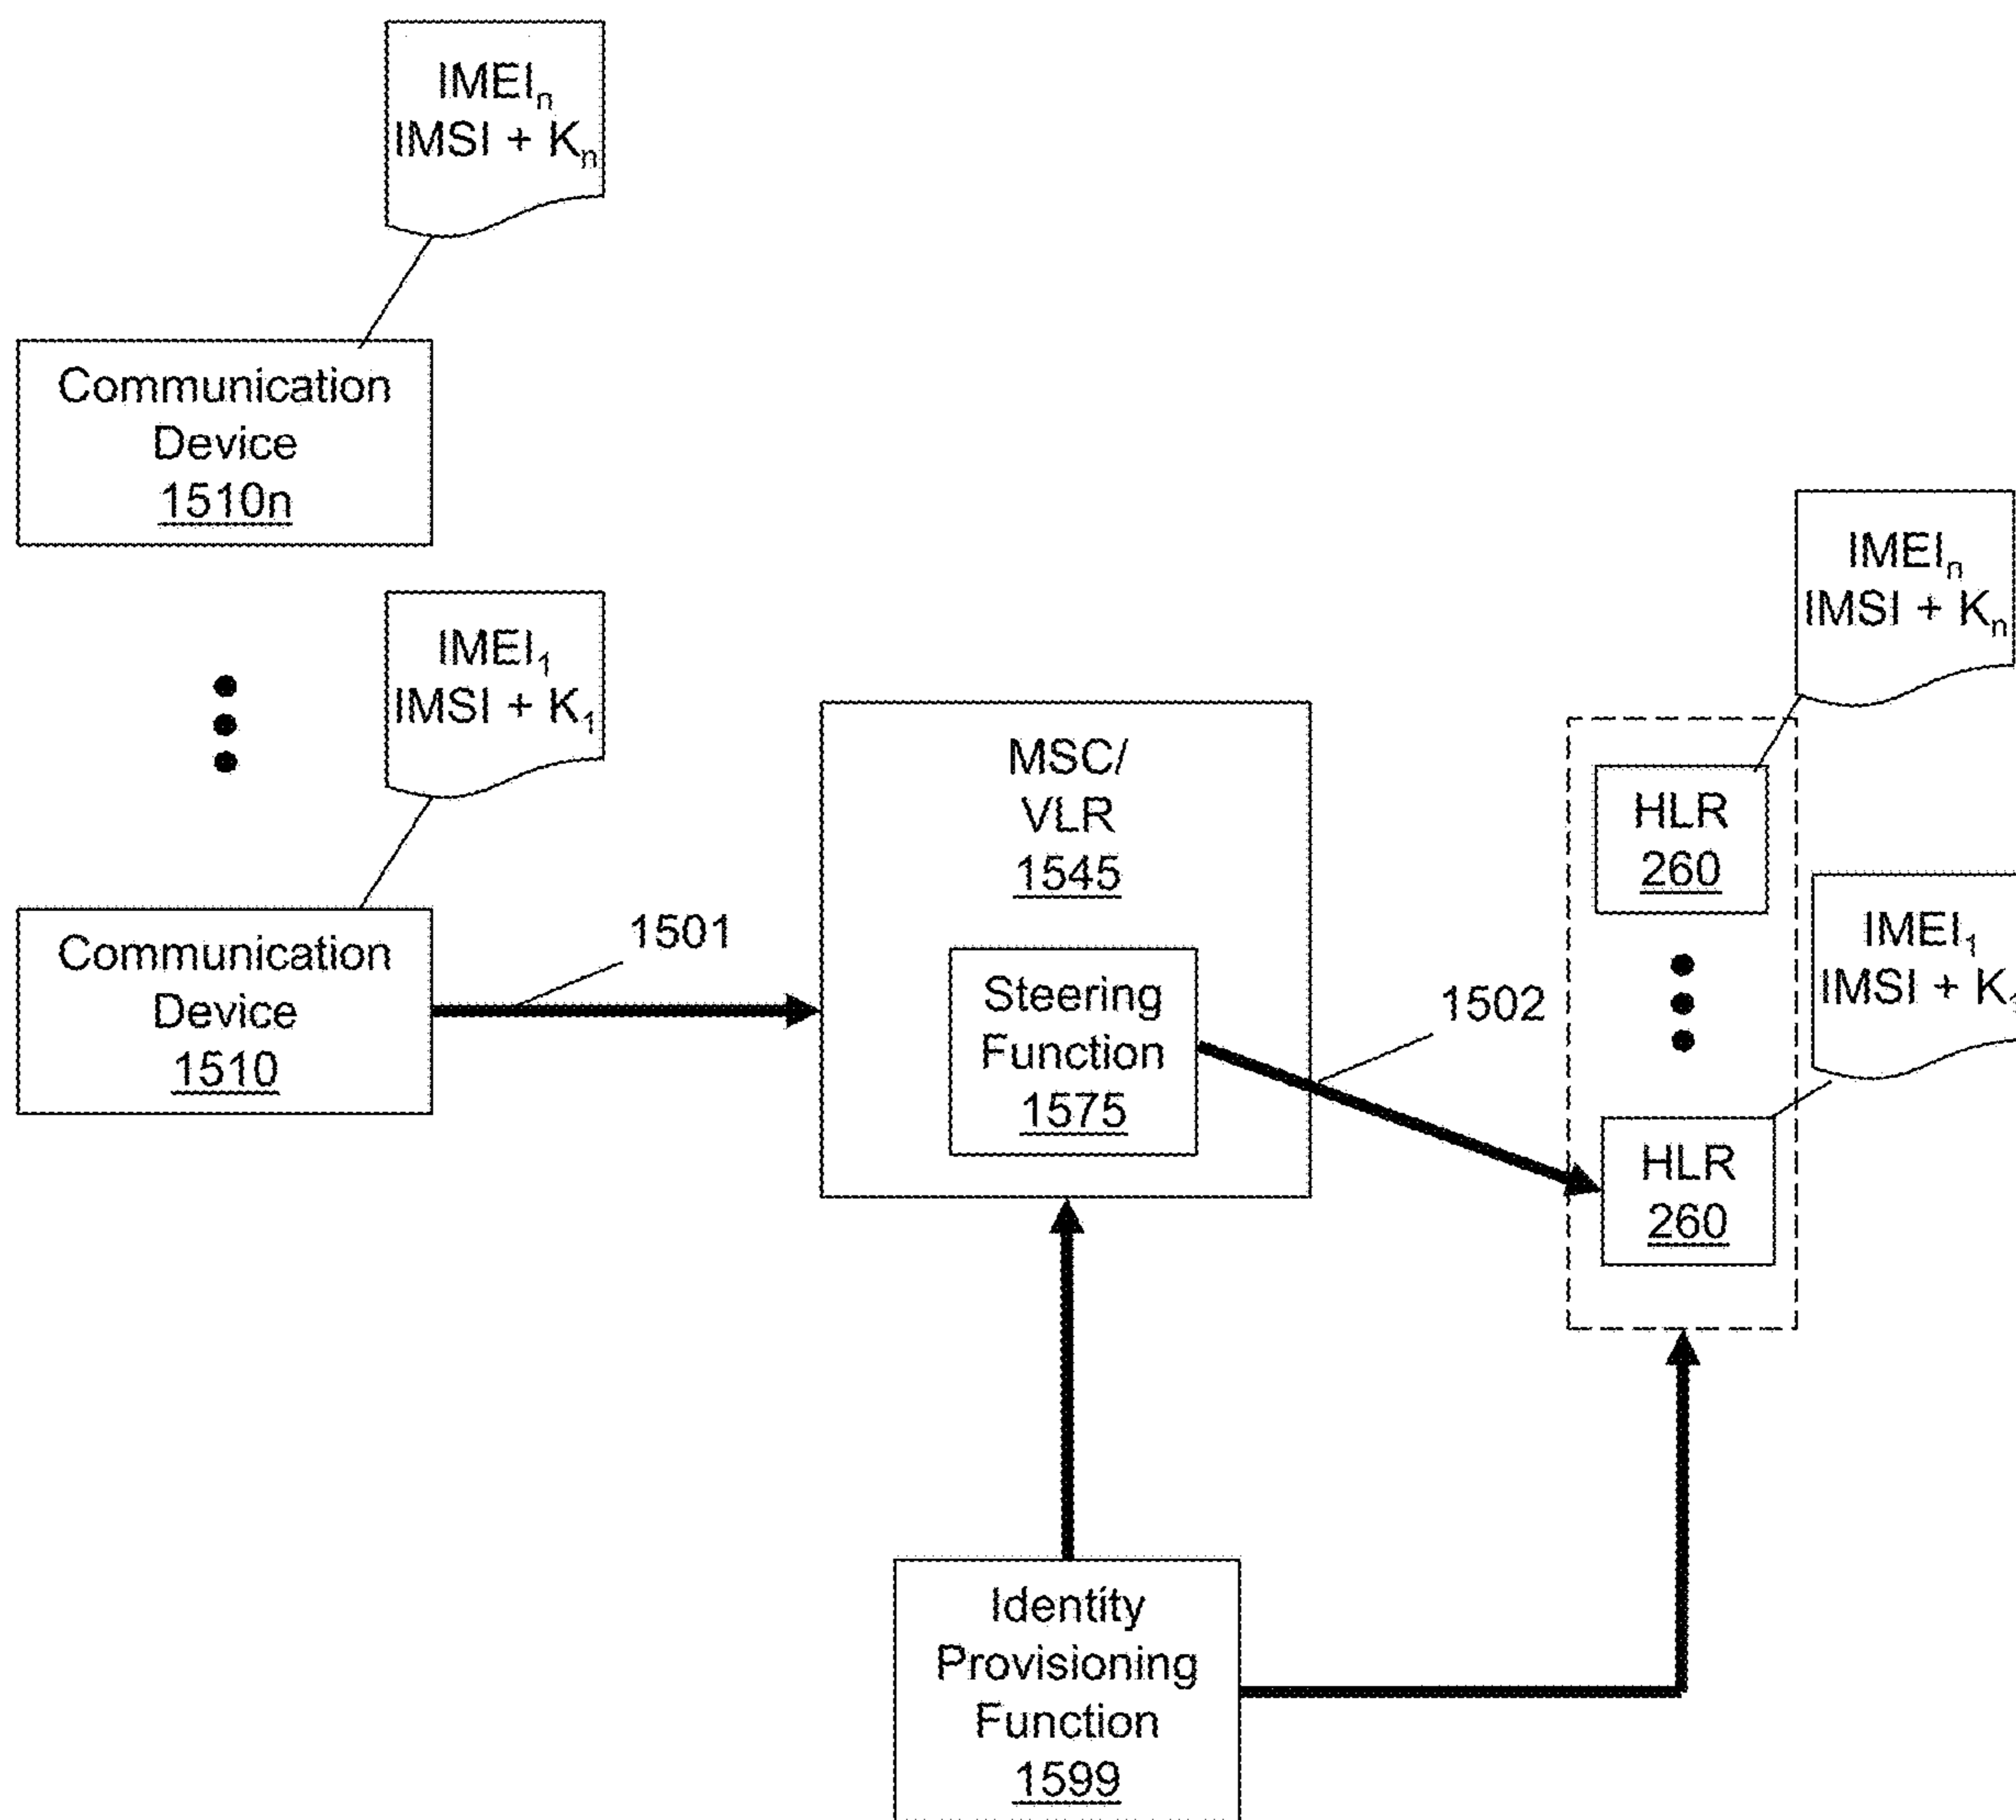 IMEIn
IMSI + Kn
Communication
Device
1510n
IMEI1
IMSI + K1
Communication
Device
1510
1501
MSC/
VLR
1545
Steering
Function
1575
1502
IMEIn
IMSI + Kn
HLR
260
IMEI1
IMSI + K1
HLR
260
Identity
Provisioning
Function
1599